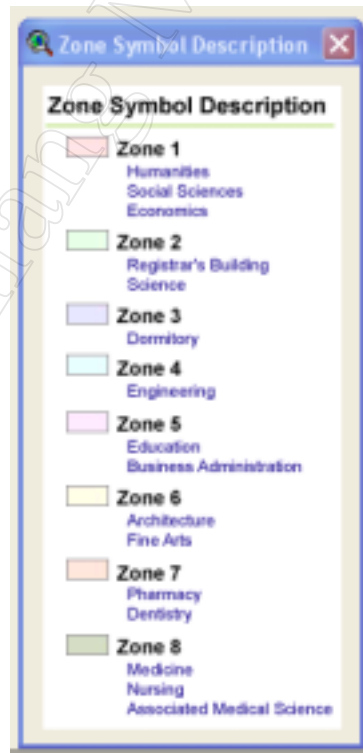 Zone Symbol Description
Zone Symbol Description
Zone 1
Humanities
Social Sciences
Economics
Zone 2
Registrar's Building
Science
Zone 3
Dormitory
Zone 4
Engineering
Zone 5
Education
Business Administration
Zone 6
Architecture
Fine Arts
Zone 7
Pharmacy
Dentistry
Zone 8
Medicine
Nursing
Associated Medical Science